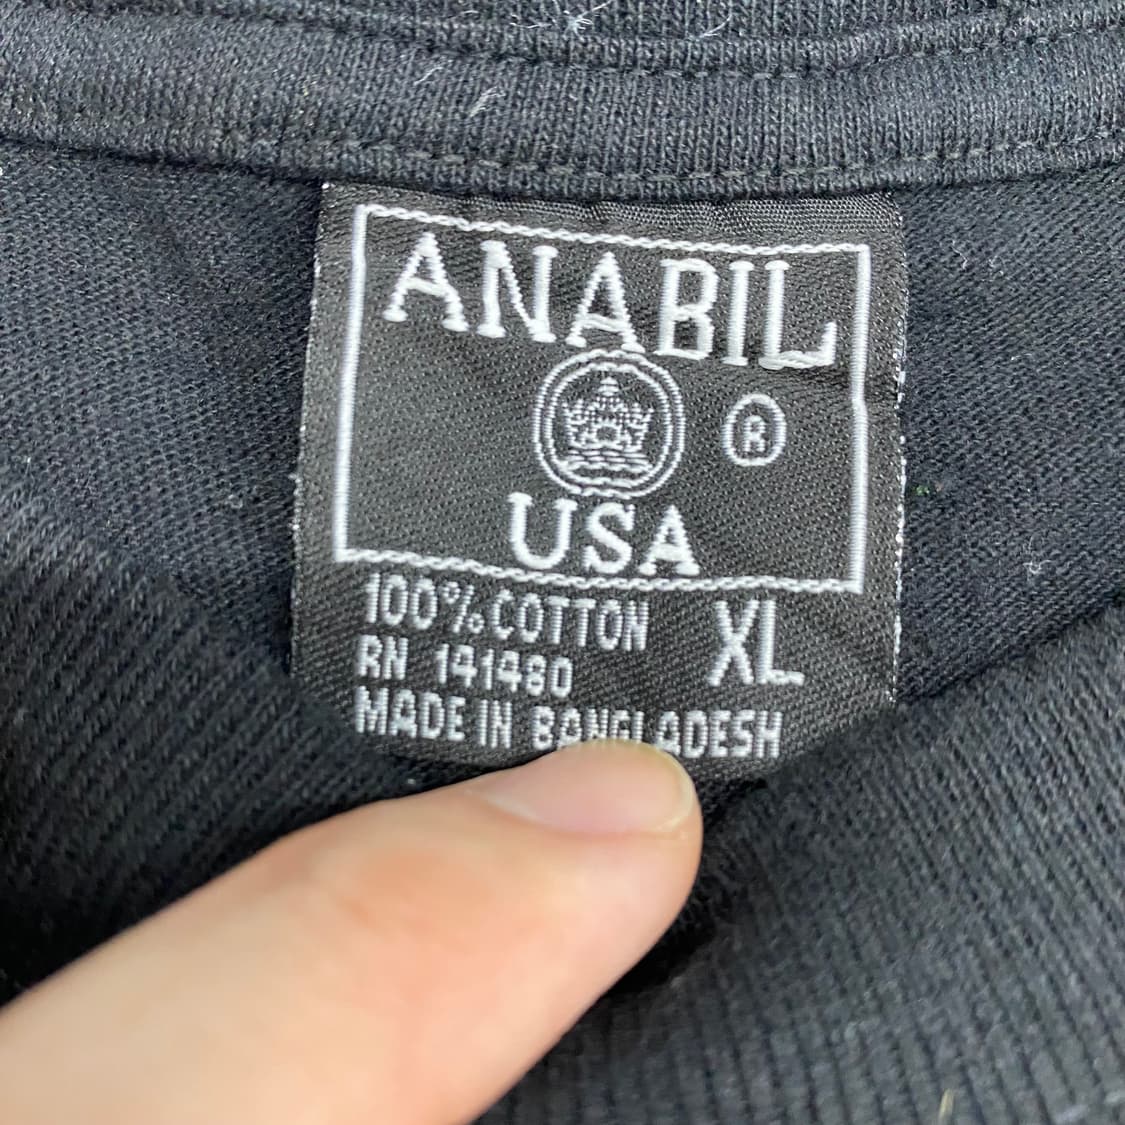 ANABIL
®
USA
100% COTTON XL
RN 141480
MADE IN BANGLADESH